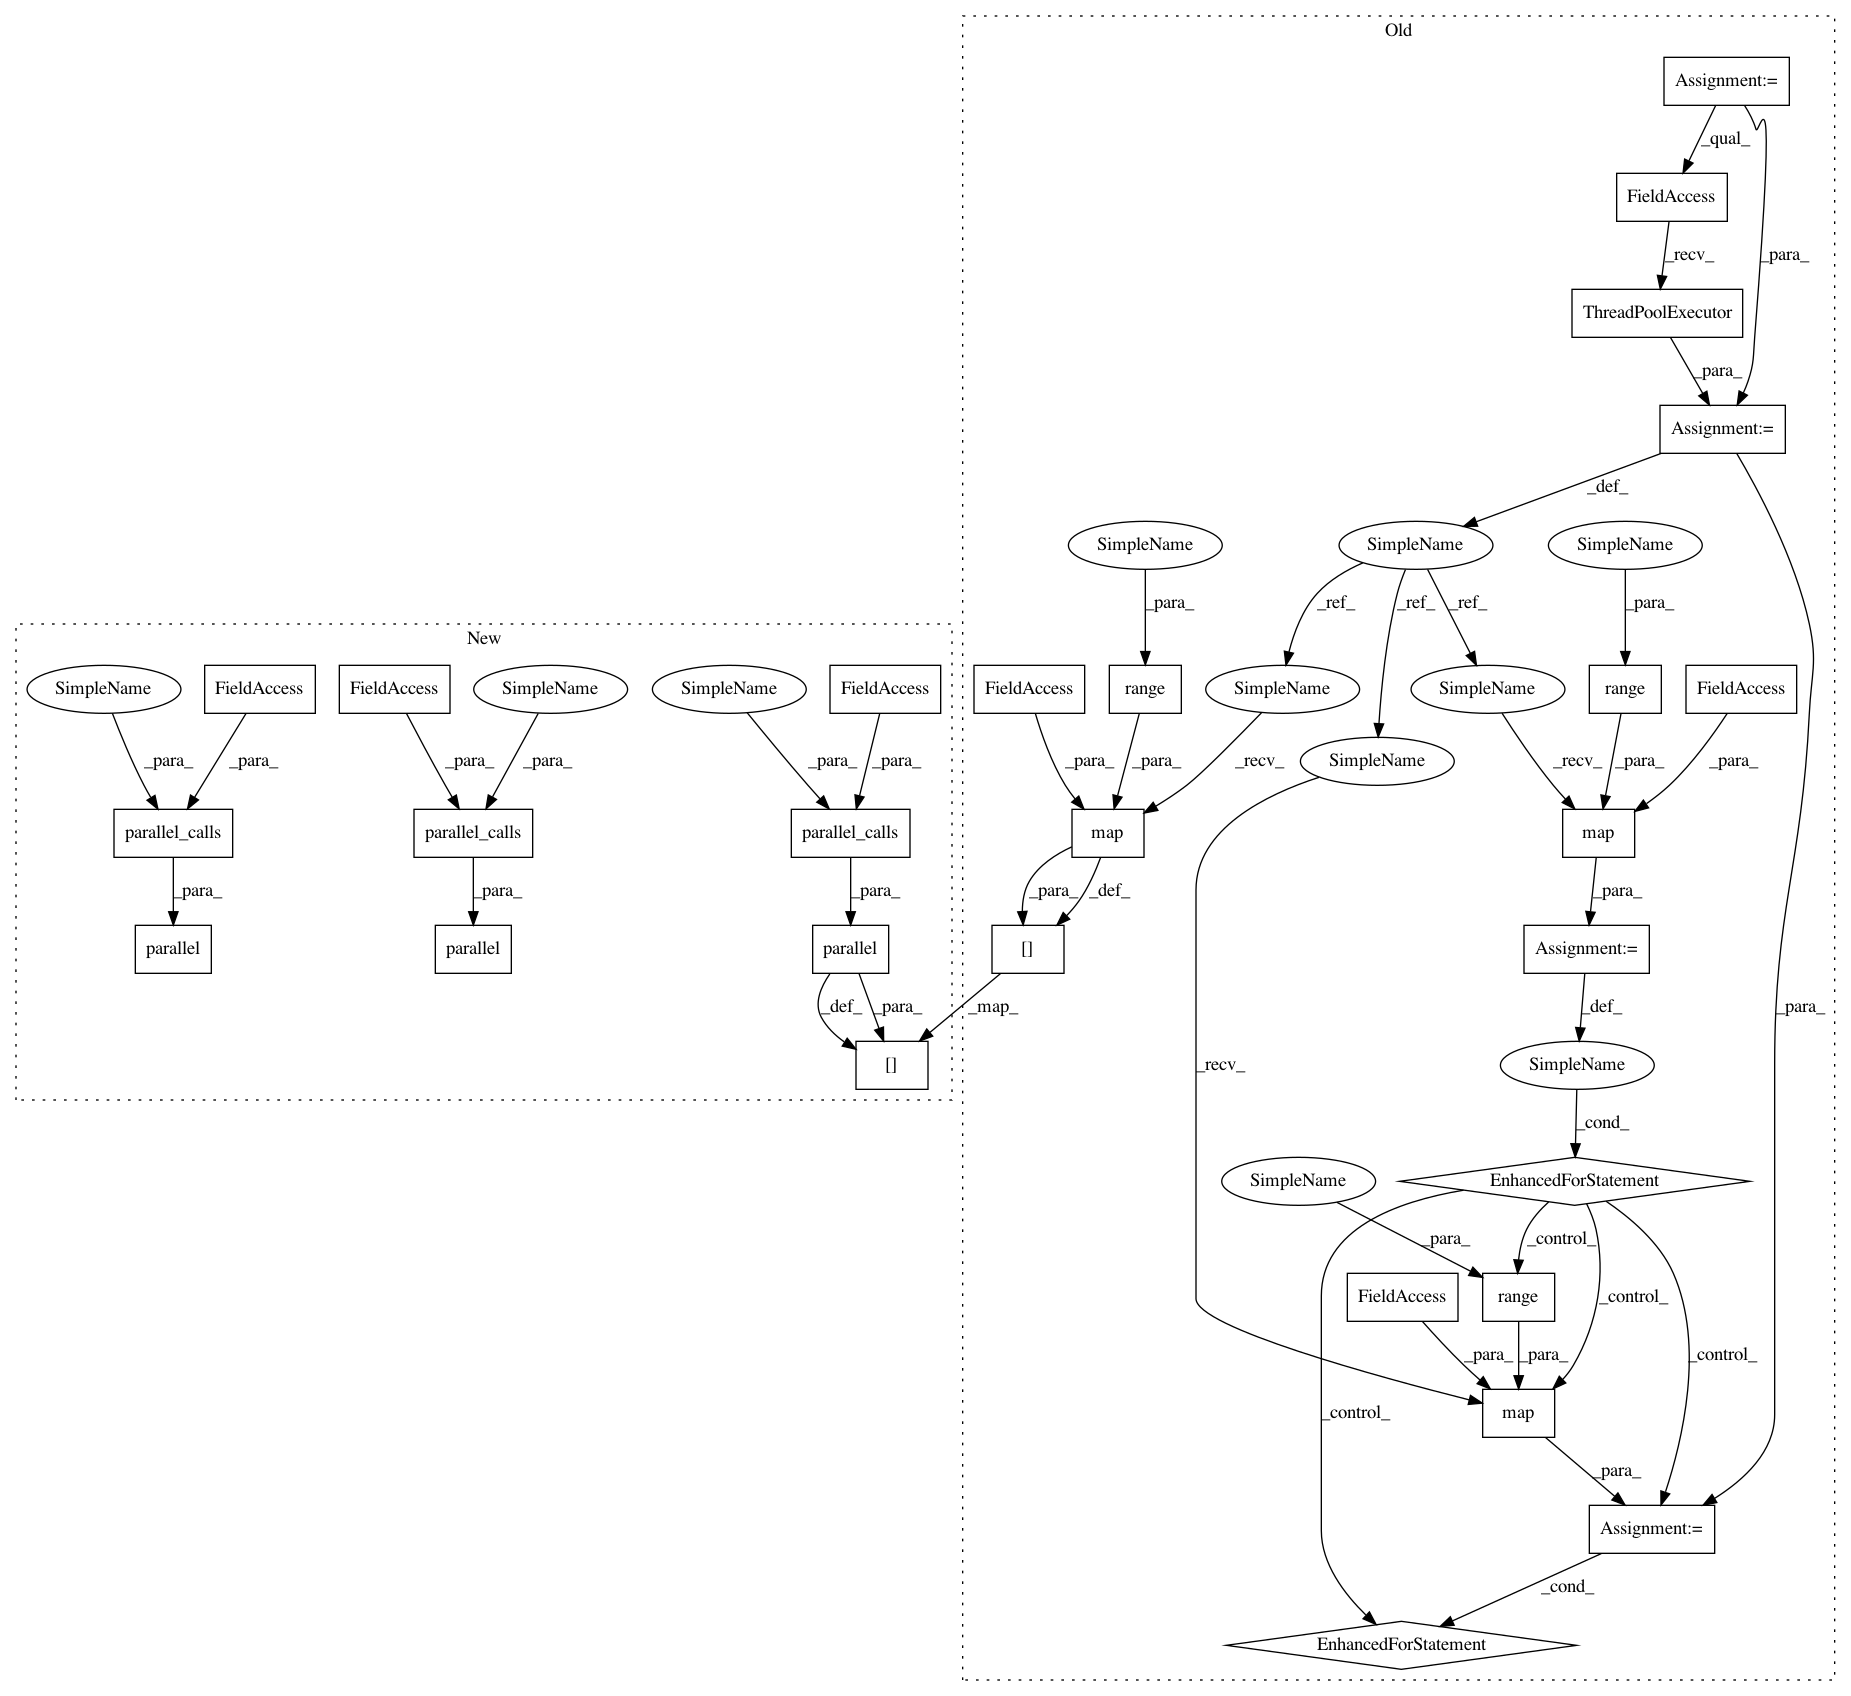 Old
Assignment:=
_qual_
FieldAccess
_recv_
_para_
ThreadPoolExecutor
_para_
Assignment:=
_def_
SimpleName
SimpleName
SimpleName
_para_
_ref_
_ref_
_ref_
_para_
New
SimpleName
FieldAccess
FieldAccess
SimpleName
SimpleName
FieldAccess
FieldAccess
range
SimpleName
SimpleName
range
FieldAccess
SimpleName
_para_
_para_
_para_
_para_
_para_
_para_
_para_
_para_
_recv_
_recv_
_para_
_para_
parallel_calls
parallel_calls
parallel_calls
map
map
_para_
_para_
_para_
_para_
_def_
_para_
parallel
parallel
parallel
[]
Assignment:=
_def_
_para_
_map_
_def_
_para_
[]
_recv_
SimpleName
_cond_
SimpleName
EnhancedForStatement
_para_
_control_
FieldAccess
range
_control_
_para_
_para_
_control_
_control_
map
_para_
Assignment:=
_cond_
EnhancedForStatement